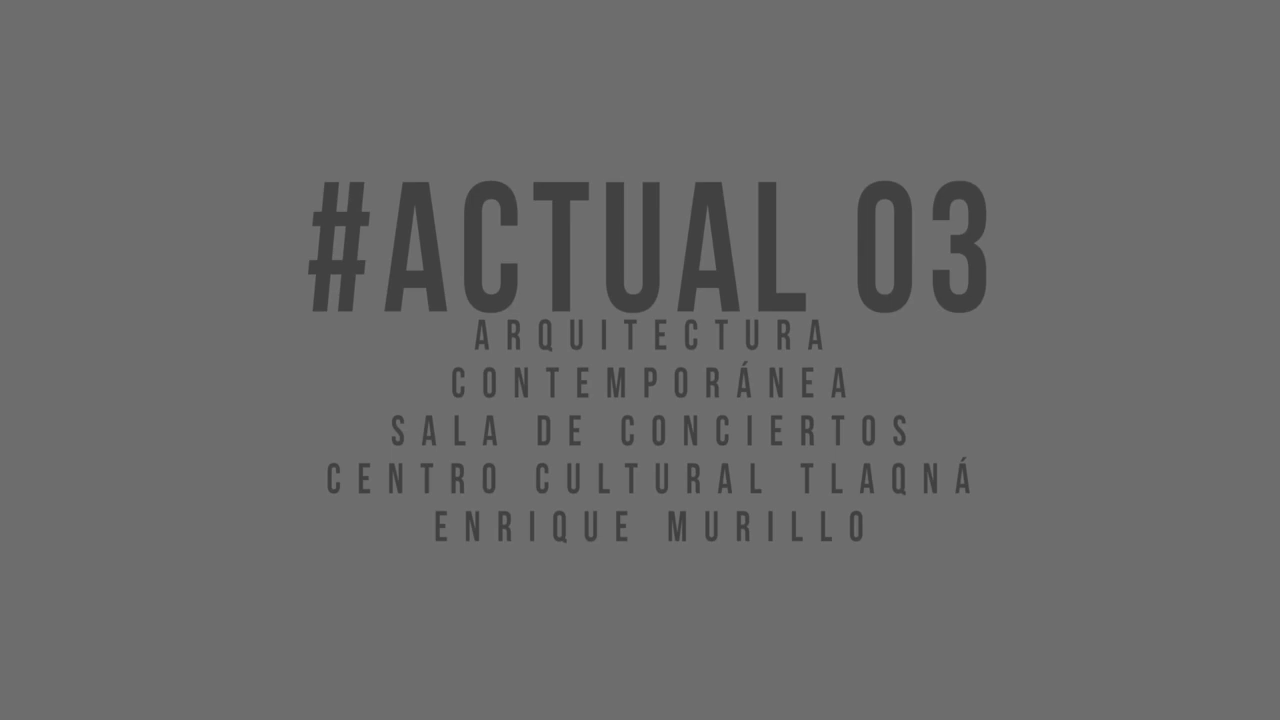 #ACTUAL 03
ARQUITECTURA
CONTEMPORÁNEA
SALA DE CONCIERTOS
CENTRO CULTURAL TLAQNÁ
ENRIQUE MURILLO